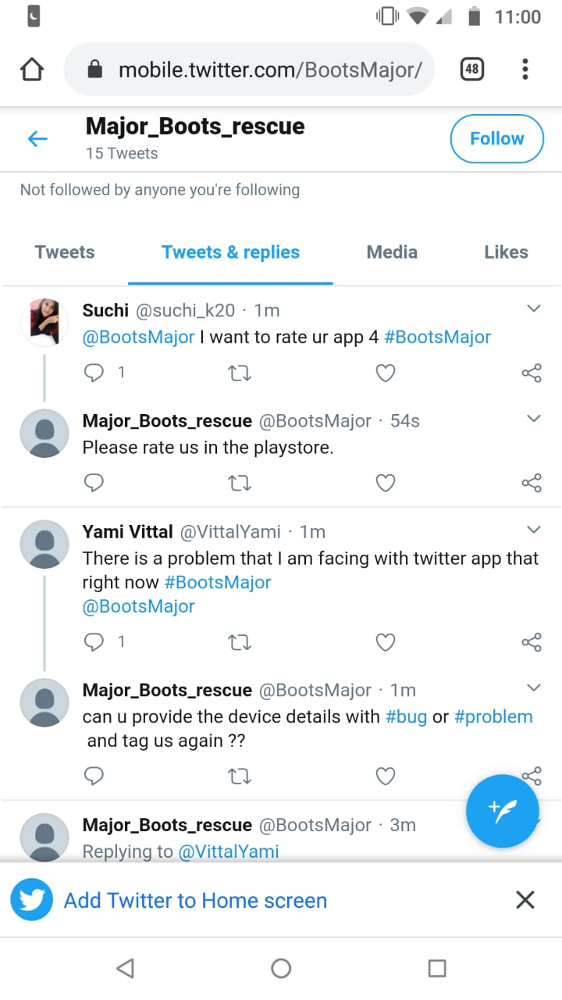 11:00
mobile.twitter.com/BootsMajor/
48
Major_Boots_rescue
15 Tweets
Follow
Not followed by anyone you're following
Tweets
Tweets & replies
Media
Likes
Suchi @suchi_k20 · 1m
@BootsMajor I want to rate ur app 4 #BootsMajor
1
Major_Boots_rescue @BootsMajor · 54s
Please rate us in the playstore.
Yami Vittal @VittalYami · 1m
There is a problem that I am facing with twitter app that
right now #BootsMajor
@BootsMajor
1
Major_Boots_rescue @BootsMajor · 1m
can u provide the device details with #bug or #problem
and tag us again ??
Major_Boots_rescue @BootsMajor · 3m
Replying to @VittalYami
Add Twitter to Home screen